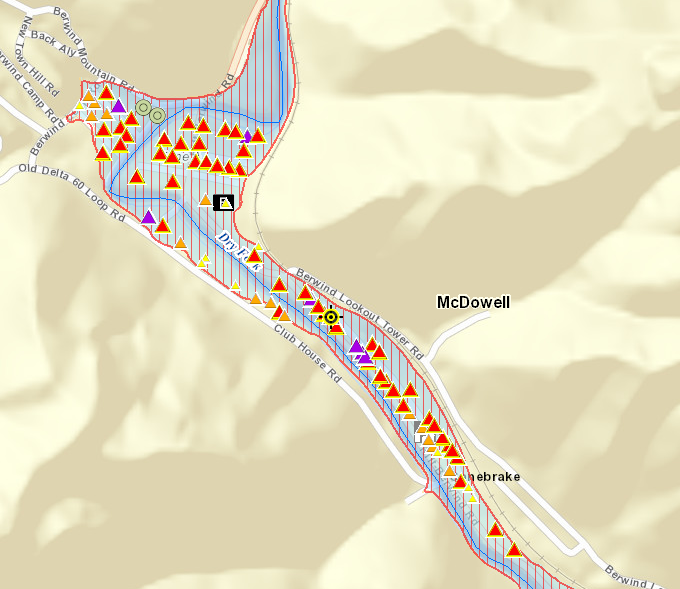 Berwind Mountain Rd
Back Aly
New Town Hill Rd
Berwind Camp Rd
Berwind
Old Delta 60 Loop Rd
Dry Fork
Berwind Lookout Tower Rd
McDowell
Club House Rd
Berwind L